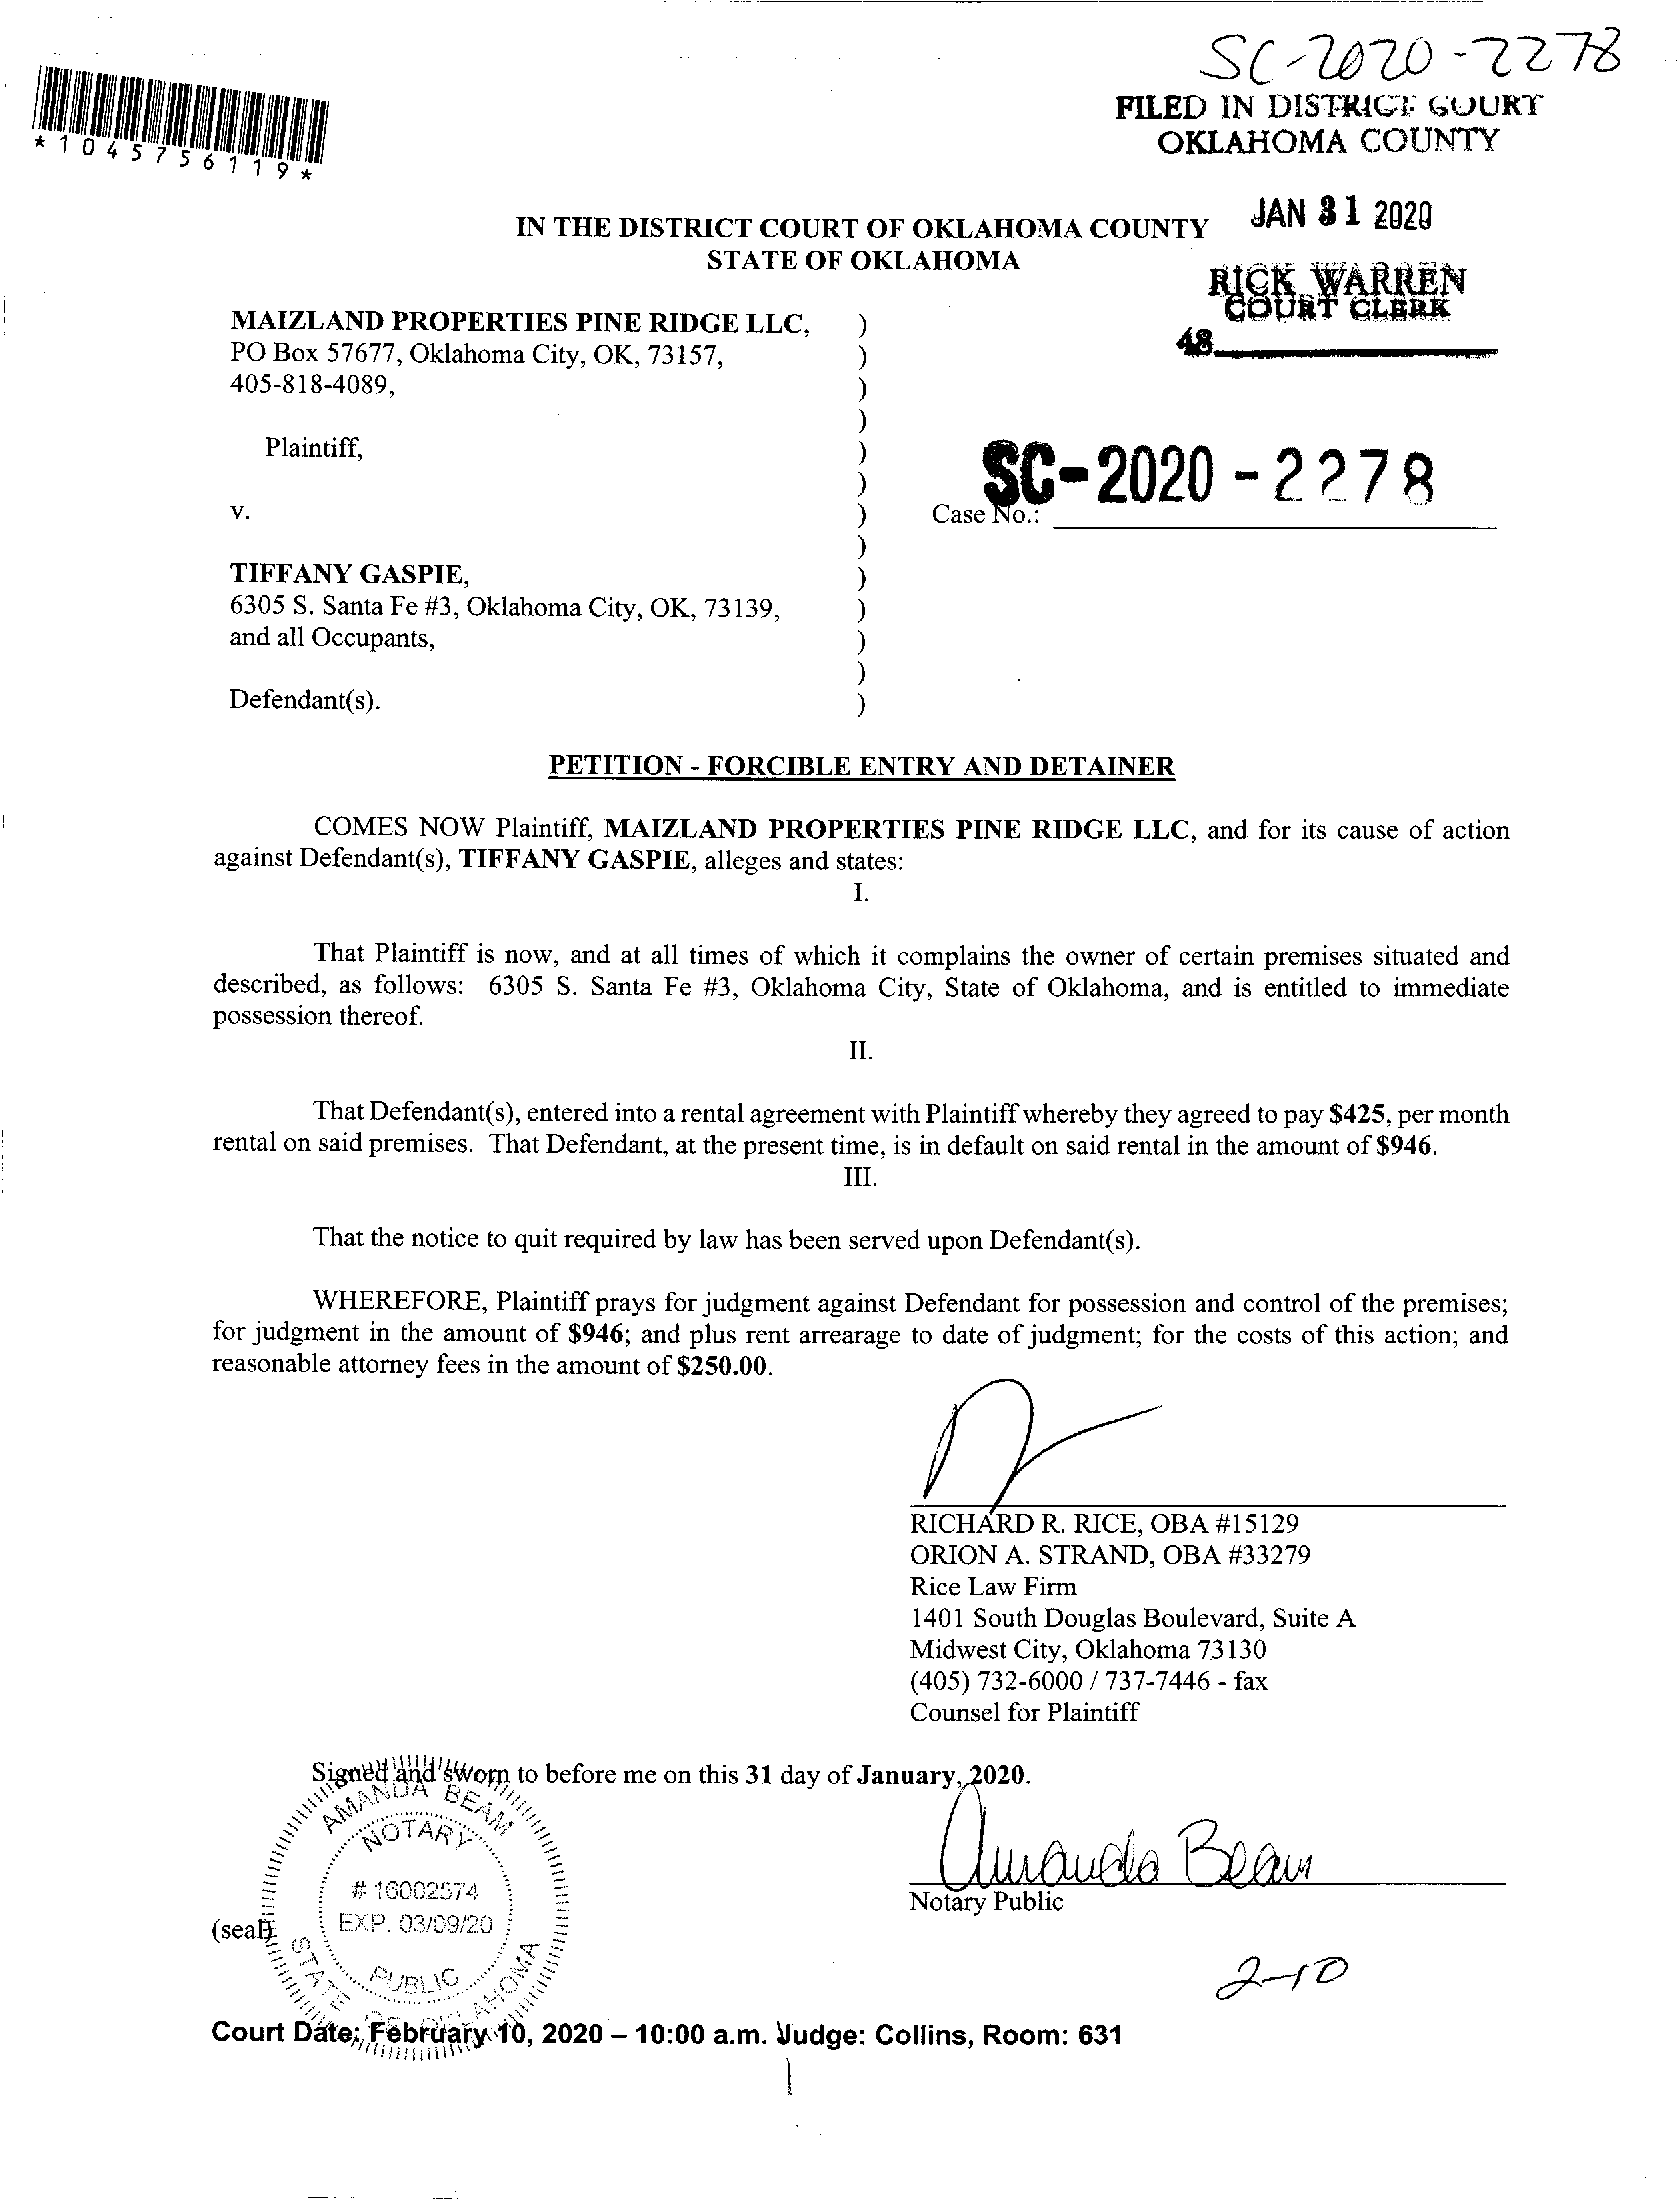 SC-2020-2278
FILED IN DISTRICT COURT
OKLAHOMA COUNTY
*1045756119*
JAN 31 2020
IN THE DISTRICT COURT OF OKLAHOMA COUNTY
STATE OF OKLAHOMA
RICK WARREN
COURT CLERK
48
MAIZLAND PROPERTIES PINE RIDGE LLC, )
PO Box 57677, Oklahoma City, OK, 73157, )
405-818-4089, )
)
Plaintiff, )
)
SC-2020-2278
v. ) Case No.:
)
TIFFANY GASPIE, )
6305 S. Santa Fe #3, Oklahoma City, OK, 73139, )
and all Occupants, )
)
Defendant(s). )
PETITION - FORCIBLE ENTRY AND DETAINER
COMES NOW Plaintiff, MAIZLAND PROPERTIES PINE RIDGE LLC, and for its cause of action
against Defendant(s), TIFFANY GASPIE, alleges and states:
I.
That Plaintiff is now, and at all times of which it complains the owner of certain premises situated and
described, as follows: 6305 S. Santa Fe #3, Oklahoma City, State of Oklahoma, and is entitled to immediate
possession thereof.
II.
That Defendant(s), entered into a rental agreement with Plaintiff whereby they agreed to pay $425, per month
rental on said premises. That Defendant, at the present time, is in default on said rental in the amount of $946.
III.
That the notice to quit required by law has been served upon Defendant(s).
WHEREFORE, Plaintiff prays for judgment against Defendant for possession and control of the premises;
for judgment in the amount of $946; and plus rent arrearage to date of judgment; for the costs of this action; and
reasonable attorney fees in the amount of $250.00.
RICHARD R. RICE, OBA #15129
ORION A. STRAND, OBA #33279
Rice Law Firm
1401 South Douglas Boulevard, Suite A
Midwest City, Oklahoma 73130
(405) 732-6000 / 737-7446 - fax
Counsel for Plaintiff
Signed and sworn to before me on this 31 day of January, 2020.
AMANDA BEAM
NOTARY
# 16002574
EXP. 03/09/20
PUBLIC
STATE OF OKLAHOMA
Amanda Beam
Notary Public
(seal)
2-10
Court Date: February 10, 2020 – 10:00 a.m. Judge: Collins, Room: 631